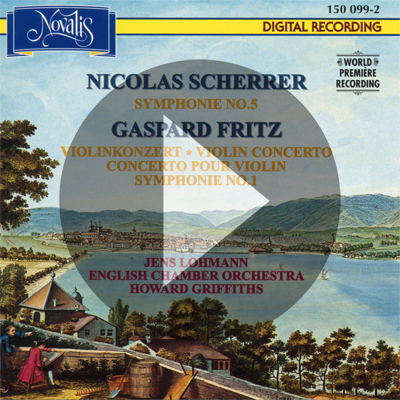 150 099-2
Novalis
DIGITAL RECORDING
NICOLAS SCHERRER
SYMPHONIE NO.5
WORLD
PREMIÈRE
RECORDING
GASPARD FRITZ
VIOLINKONZERT * VIOLIN CONCERTO
CONCERTO POUR VIOLIN
SYMPHONIE NO.1
JENS LOHMANN
ENGLISH CHAMBER ORCHESTRA
HOWARD GRIFFITHS